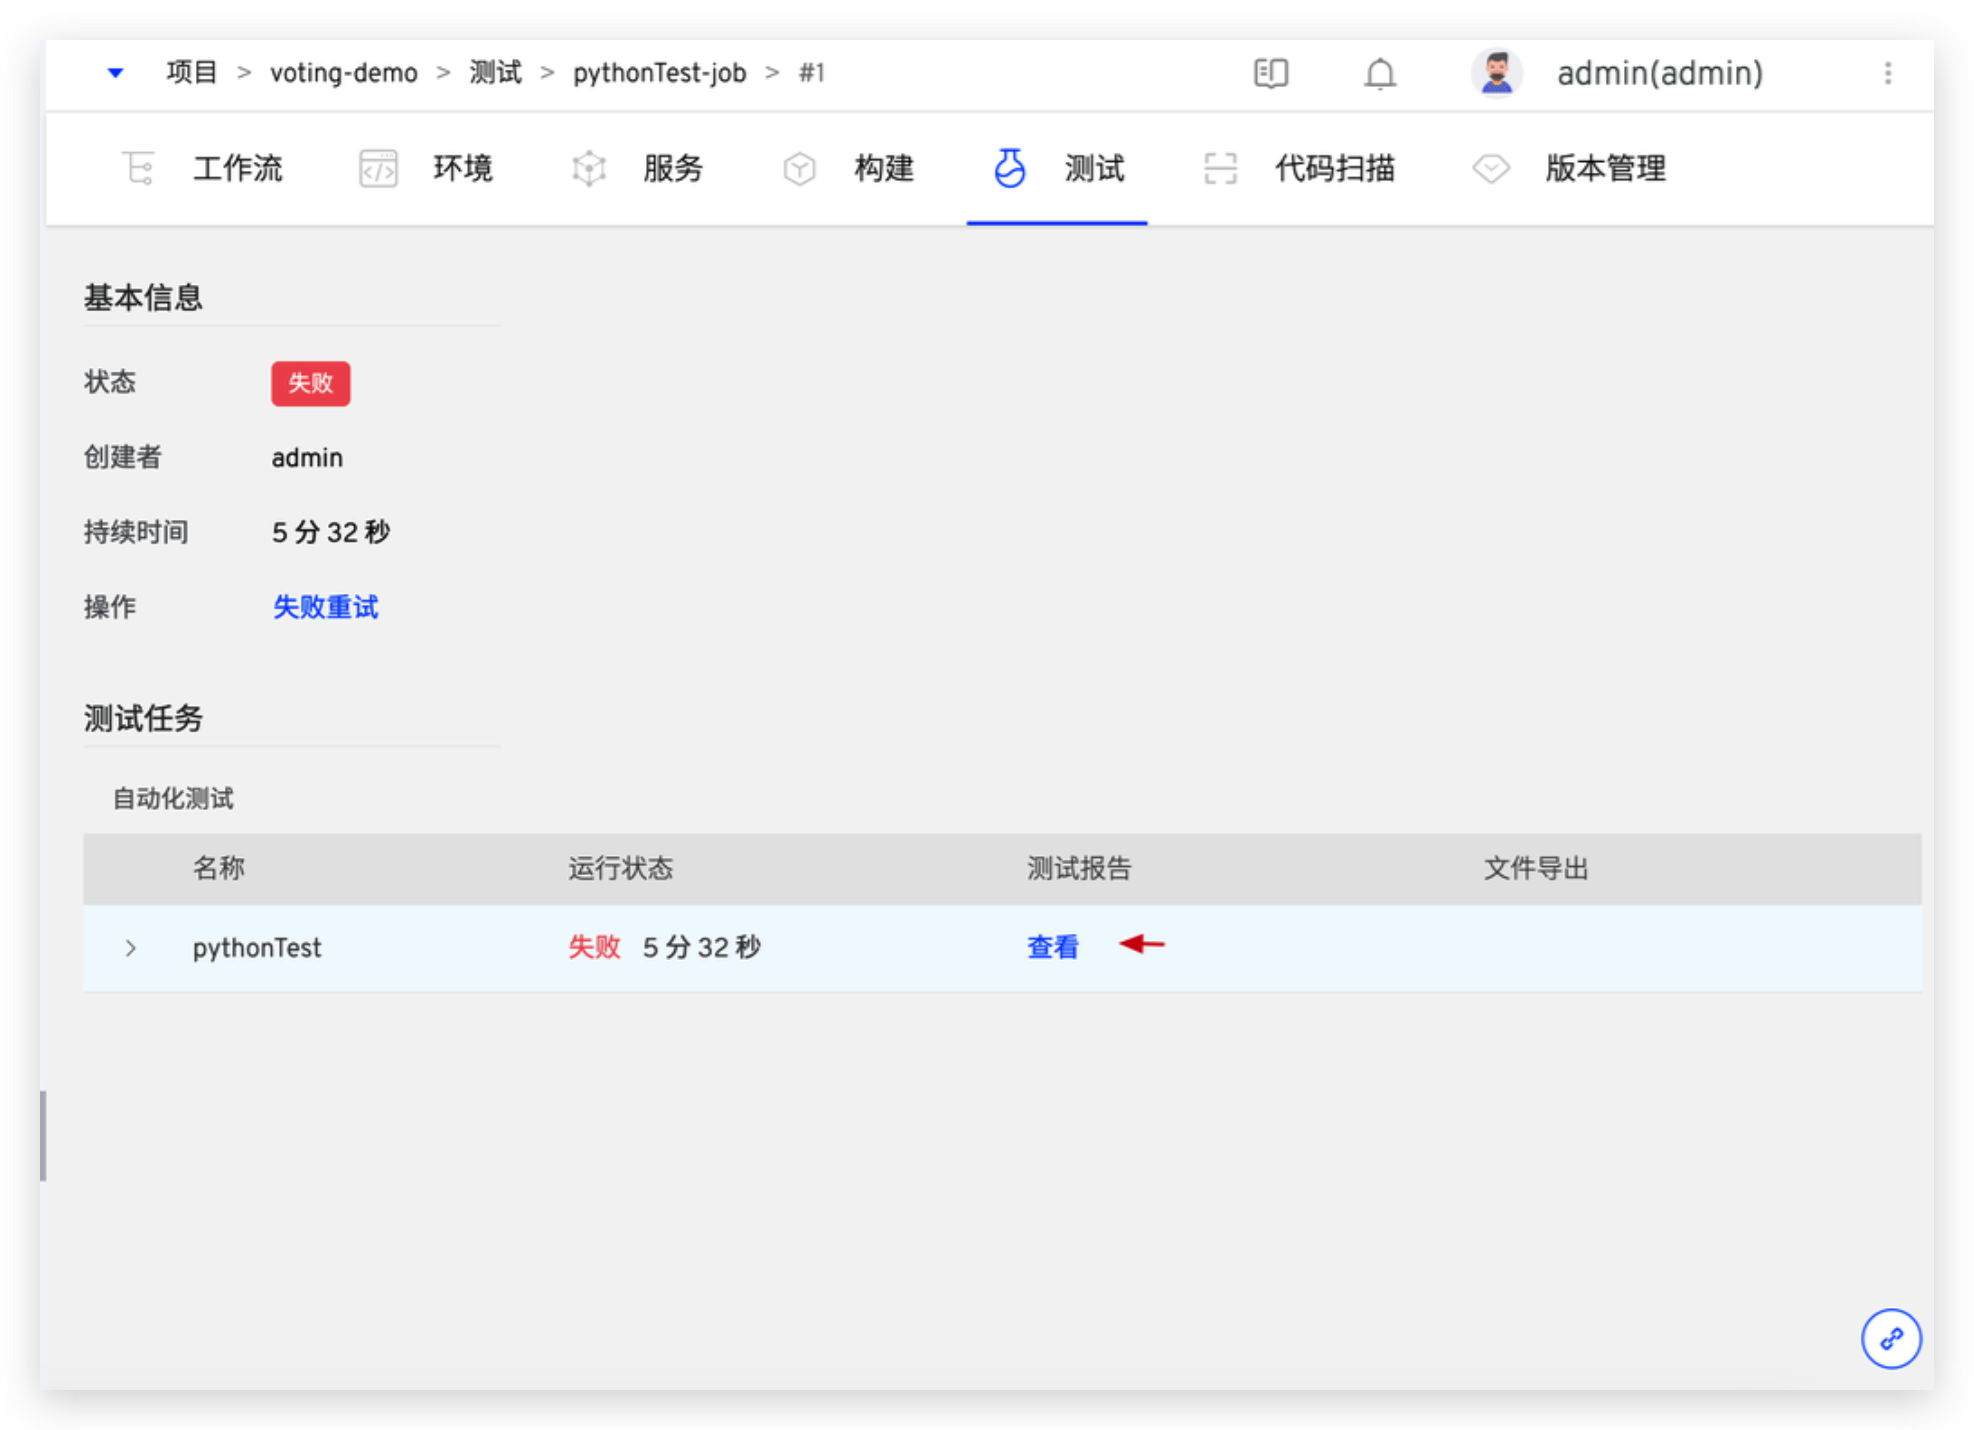 项目 > voting-demo > 测试 > pythonTest-job > #1 admin(admin)
工作流 环境 服务 构建 测试 代码扫描 版本管理
基本信息
状态 失败
创建者 admin
持续时间 5 分 32 秒
操作 失败重试
测试任务
自动化测试
名称 运行状态 测试报告 文件导出
pythonTest 失败 5 分 32 秒 查看